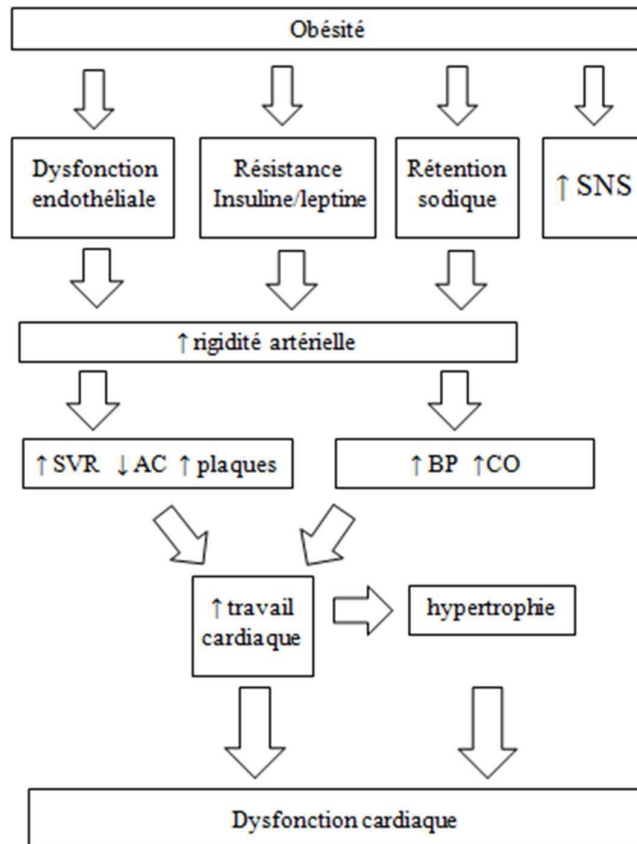 Obésité
Dysfonction
endothéliale
Résistance
Insuline/leptine
Rétention
sodique
↑ SNS
↑ rigidité artérielle
↑ SVR ↓ AC ↑ plaques
↑ BP ↑CO
↑ travail
cardiaque
hypertrophie
Dysfonction cardiaque